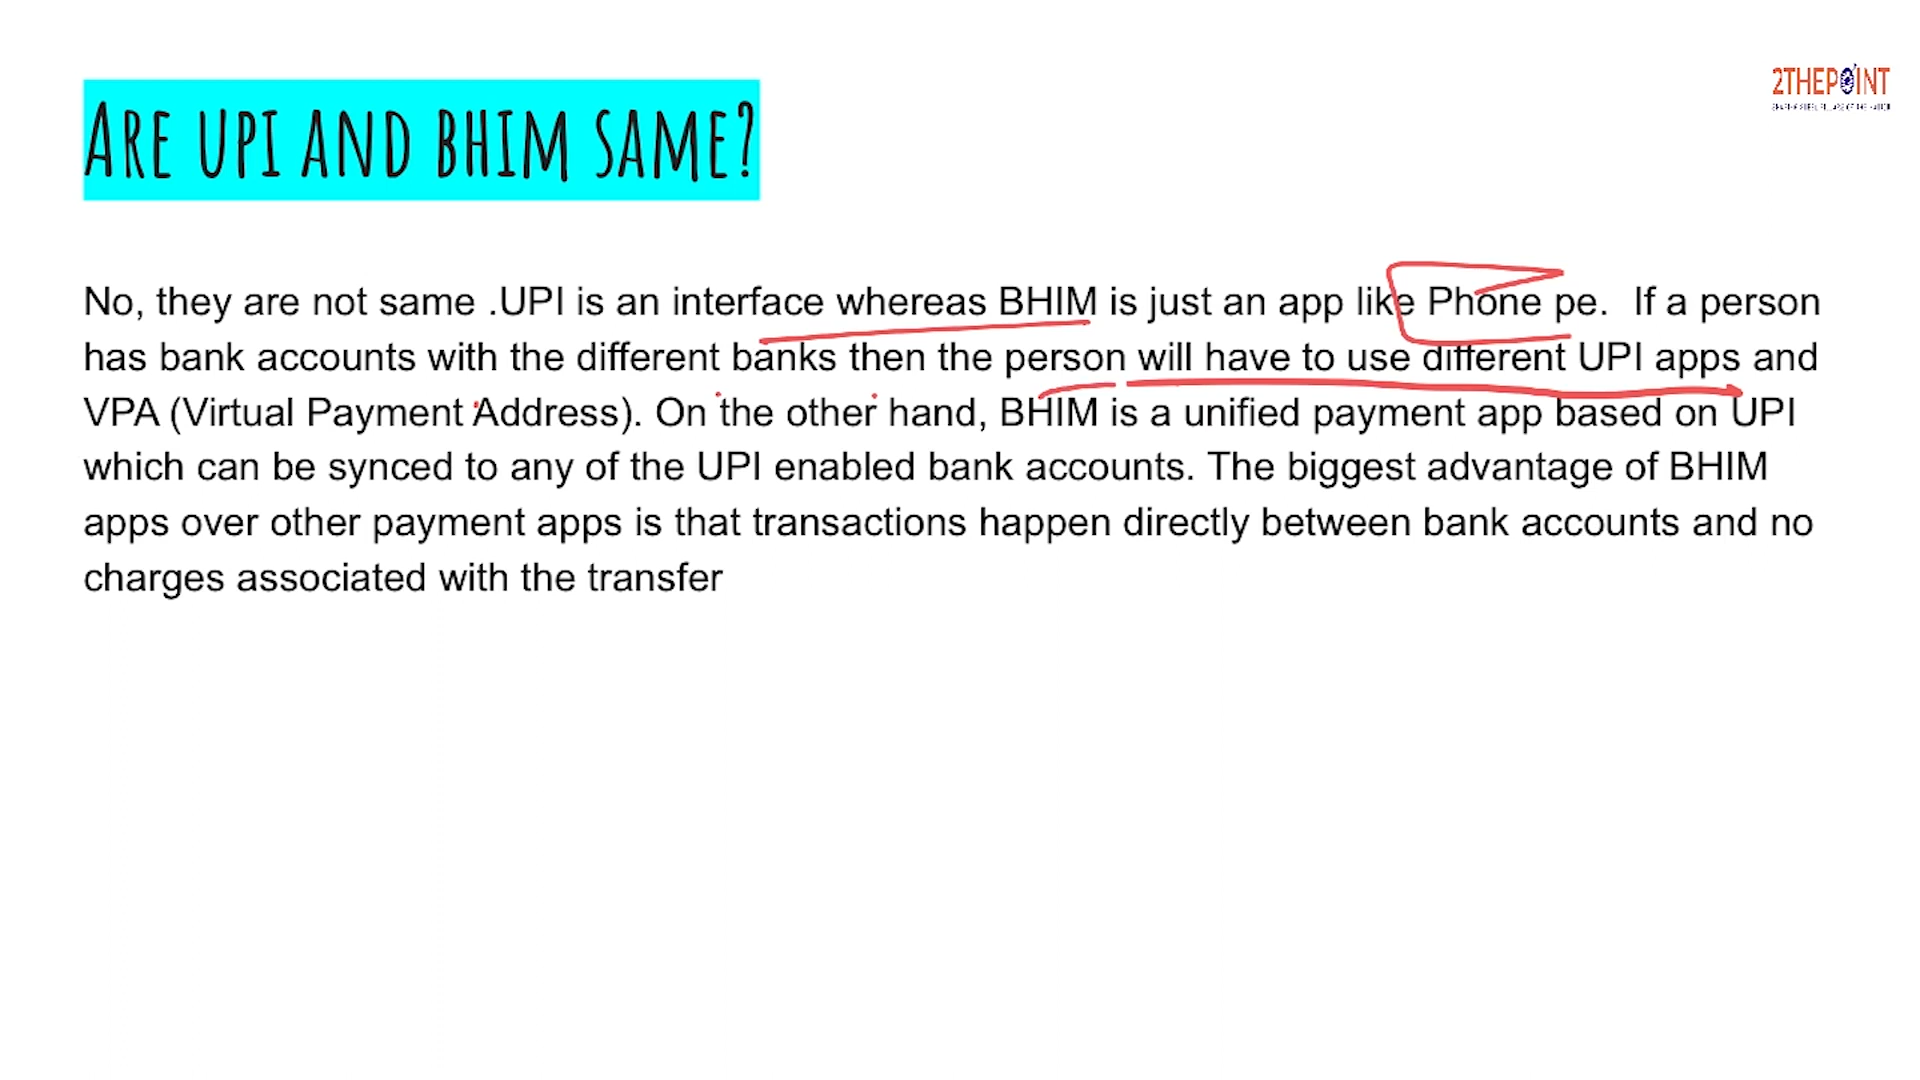 2THEPOINT
ARE UPI AND BHIM SAME?
No, they are not same .UPI is an interface whereas BHIM is just an app like Phone pe. If a person
has bank accounts with the different banks then the person will have to use different UPI apps and
VPA (Virtual Payment Address). On the other hand, BHIM is a unified payment app based on UPI
which can be synced to any of the UPI enabled bank accounts. The biggest advantage of BHIM
apps over other payment apps is that transactions happen directly between bank accounts and no
charges associated with the transfer